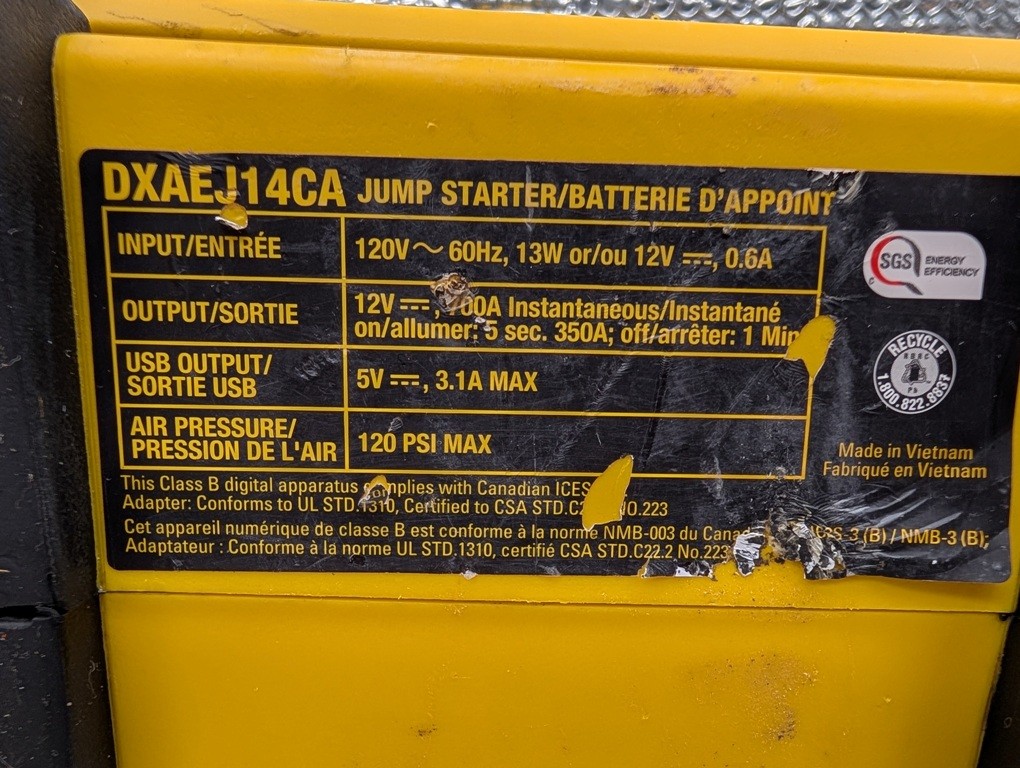 DXAEJ14CA JUMP STARTER/BATTERIE D'APPOINT
INPUT/ENTRÉE
120V ~ 60Hz, 13W or/ou 12V ⎓, 0.6A
OUTPUT/SORTIE
12V ⎓, 00A Instantaneous/Instantané
on/allumer: 5 sec. 350A; off/arrêter: 1 Min
USB OUTPUT/
SORTIE USB
5V ⎓, 3.1A MAX
AIR PRESSURE/
PRESSION DE L'AIR
120 PSI MAX
This Class B digital apparatus complies with Canadian ICES
Adapter: Conforms to UL STD.1310, Certified to CSA STD.C2 NO.223
Cet appareil numérique de classe B est conforme à la norme NMB-003 du Cana -3 (B) / NMB-3 (B);
Adaptateur : Conforme à la norme UL STD.1310, certifié CSA STD.C22.2 No.223
SGS ENERGY
EFFICIENCY
RECYCLE
RBRC
Pb
1.800.822.8837
Made in Vietnam
Fabriqué en Vietnam